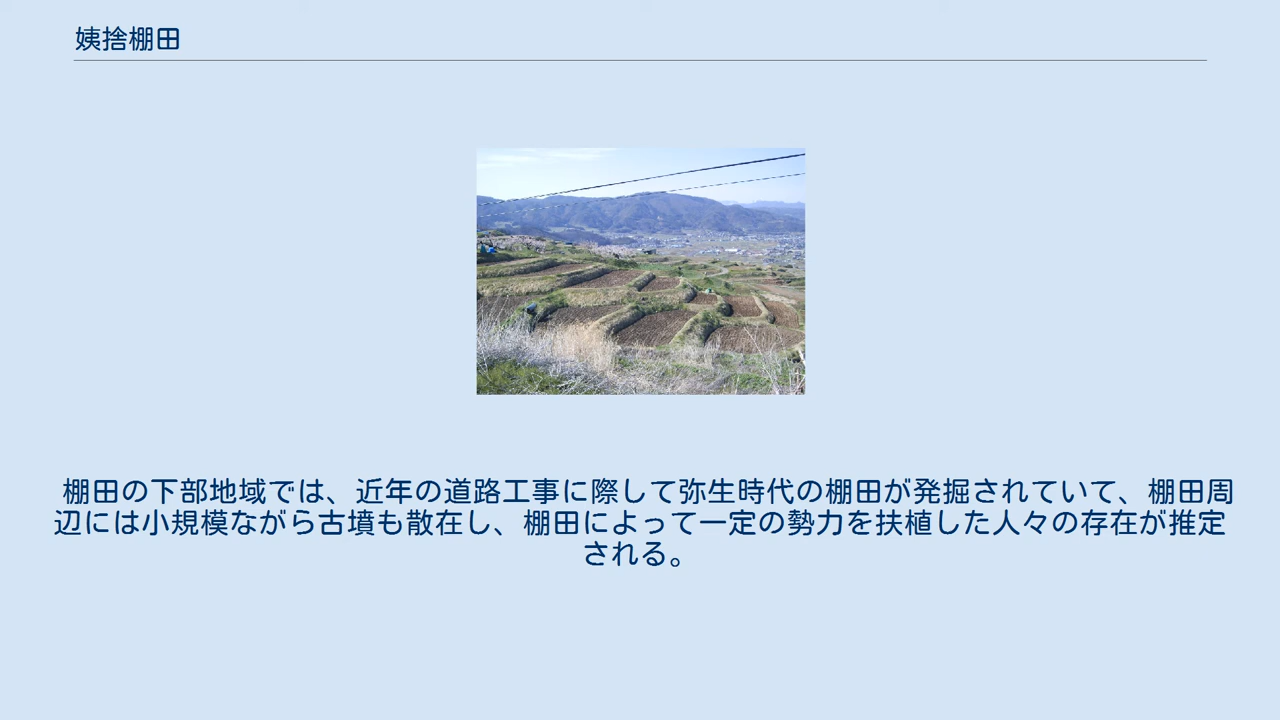 姨捨棚田
棚田の下部地域では、近年の道路工事に際して弥生時代の棚田が発掘されていて、棚田周
辺には小規模ながら古墳も散在し、棚田によって一定の勢力を扶植した人々の存在が推定
される。